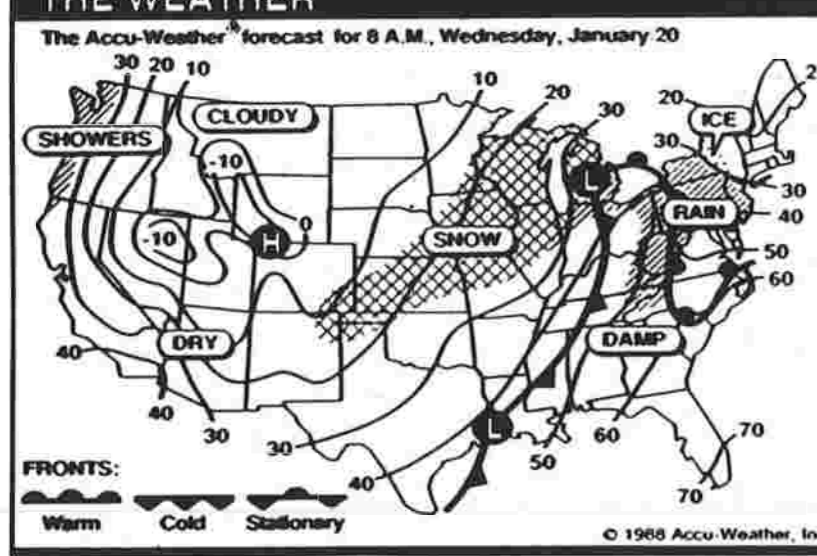 THE WEATHER
The Accu-Weather forecast for 8 A.M., Wednesday, January 20
30 20 10
10
20
30
20
30
30
40
50
60
SHOWERS
CLOUDY
ICE
-10
-10
0
H
L
RAIN
SNOW
DRY
DAMP
40
40
30
30
40
L
50
60
70
70
FRONTS:
Warm Cold Stationary
© 1988 Accu-Weather, In